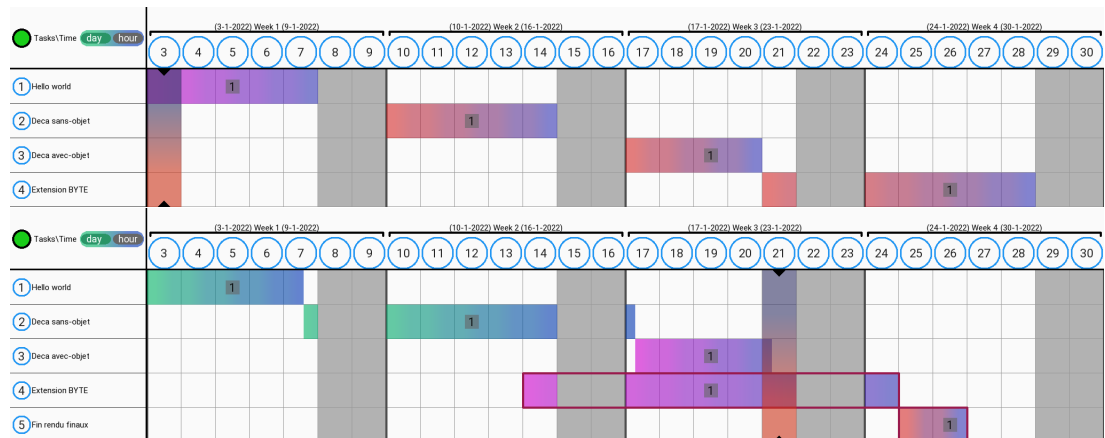 (3-1-2022) Week 1 (9-1-2022) (10-1-2022) Week 2 (16-1-2022) (17-1-2022) Week 3 (23-1-2022) (24-1-2022) Week 4 (30-1-2022)
Tasks\Time day hour 3 4 5 6 7 8 9 10 11 12 13 14 15 16 17 18 19 20 21 22 23 24 25 26 27 28 29 30
1 Hello world 1
2 Deca sans-objet 1
3 Deca avec-objet 1
4 Extension BYTE 1
(3-1-2022) Week 1 (9-1-2022) (10-1-2022) Week 2 (16-1-2022) (17-1-2022) Week 3 (23-1-2022) (24-1-2022) Week 4 (30-1-2022)
Tasks\Time day hour 3 4 5 6 7 8 9 10 11 12 13 14 15 16 17 18 19 20 21 22 23 24 25 26 27 28 29 30
1 Hello world 1
2 Deca sans-objet 1
3 Deca avec-objet 1
4 Extension BYTE 1
5 Fin rendu finaux 1